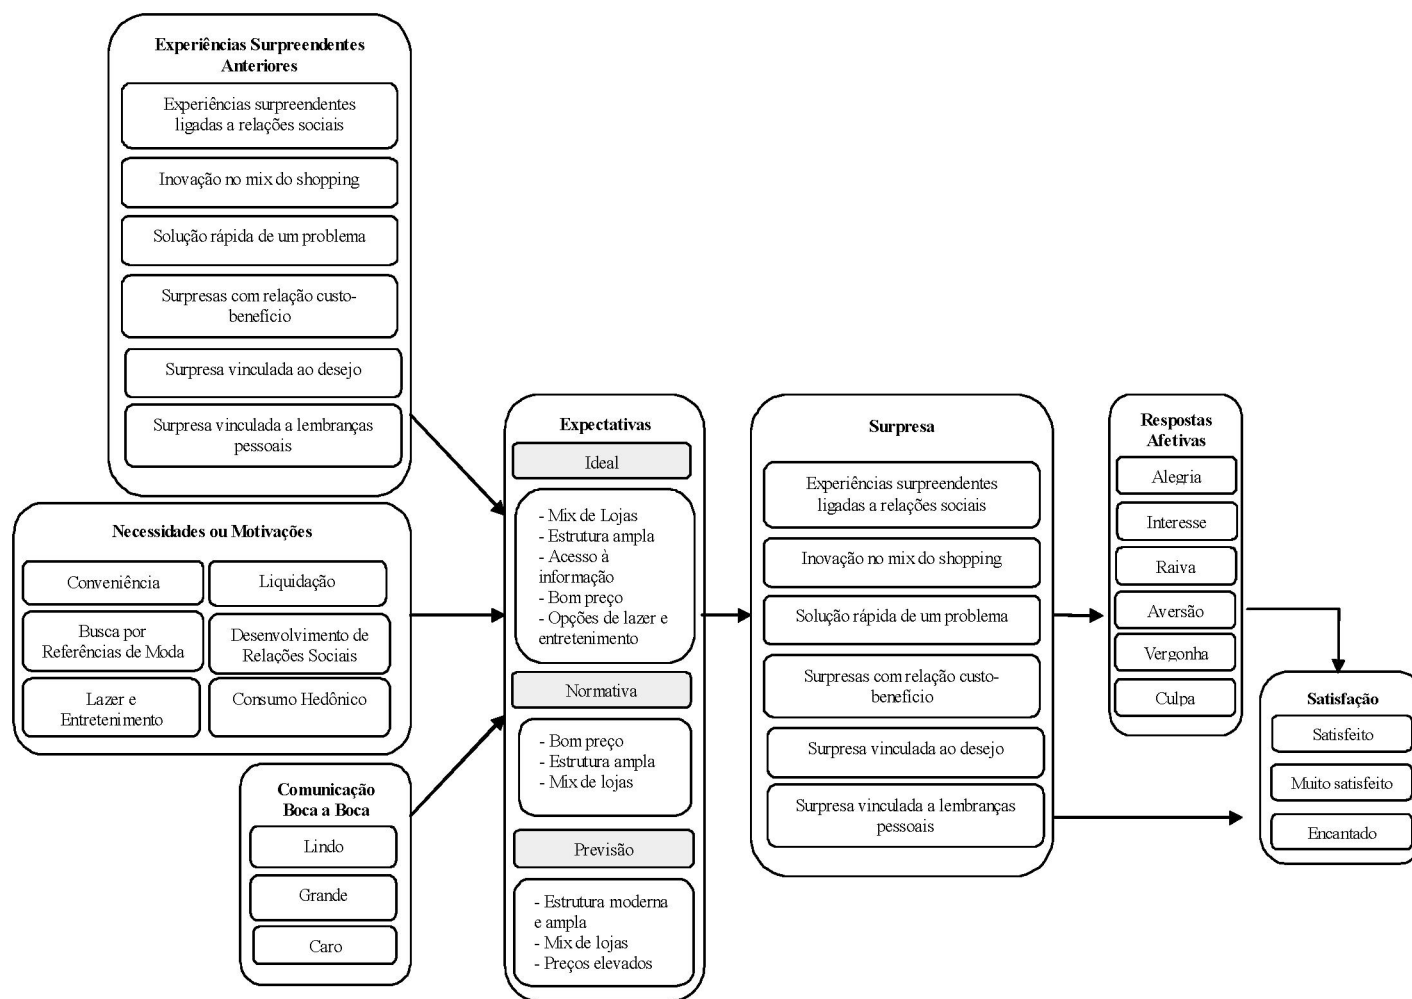 Experiências Surpreendentes
Anteriores
Experiências surpreendentes
ligadas a relações sociais
Inovação no mix do shopping
Solução rápida de um problema
Surpresas com relação custo-
benefício
Surpresa vinculada ao desejo
Surpresa vinculada a lembranças
pessoais
Necessidades ou Motivações
Conveniência
Liquidação
Busca por
Referências de Moda
Desenvolvimento de
Relações Sociais
Lazer e
Entretenimento
Consumo Hedônico
Comunicação
Boca a Boca
Lindo
Grande
Caro
Expectativas
Ideal
- Mix de Lojas
- Estrutura ampla
- Acesso à
informação
- Bom preço
- Opções de lazer e
entretenimento
Normativa
- Bom preço
- Estrutura ampla
- Mix de lojas
Previsão
- Estrutura moderna
e ampla
- Mix de lojas
- Preços elevados
Surpresa
Experiências surpreendentes
ligadas a relações sociais
Inovação no mix do shopping
Solução rápida de um problema
Surpresas com relação custo-
benefício
Surpresa vinculada ao desejo
Surpresa vinculada a lembranças
pessoais
Respostas
Afetivas
Alegria
Interesse
Raiva
Aversão
Vergonha
Culpa
Satisfação
Satisfeito
Muito satisfeito
Encantado